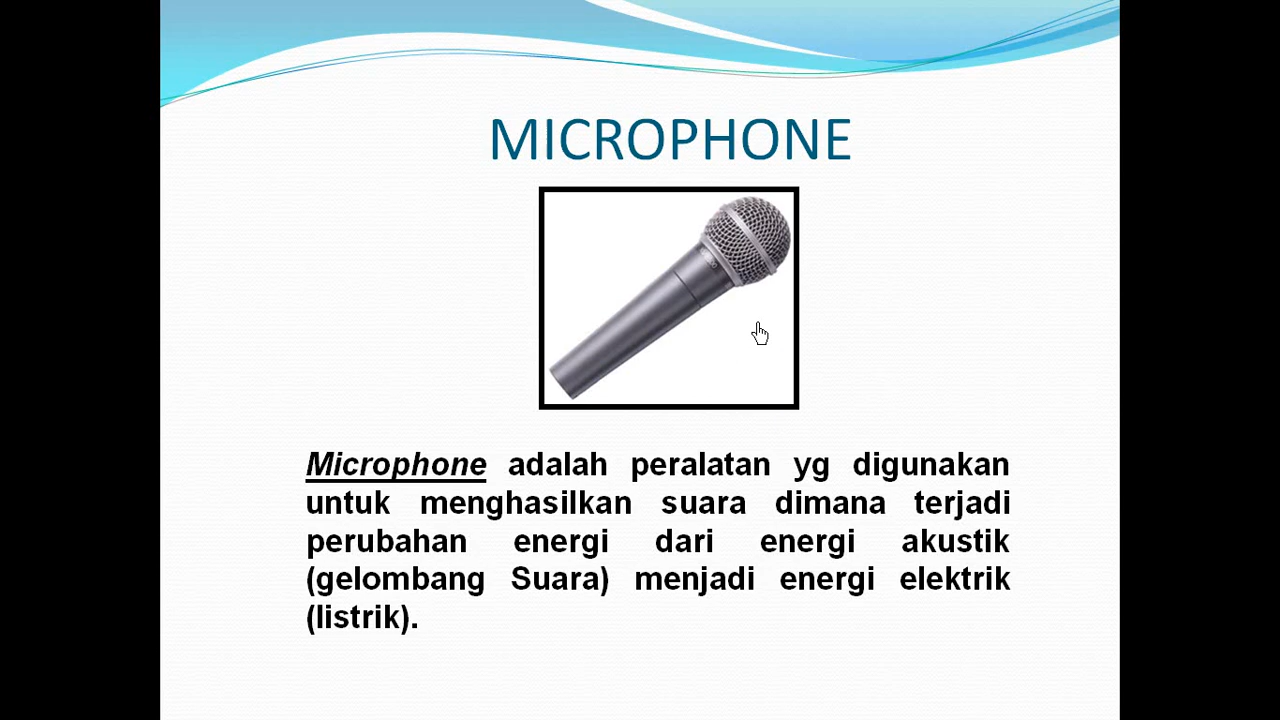 MICROPHONE
Microphone adalah peralatan yg digunakan
untuk menghasilkan suara dimana terjadi
perubahan energi dari energi akustik
(gelombang Suara) menjadi energi elektrik
(listrik).